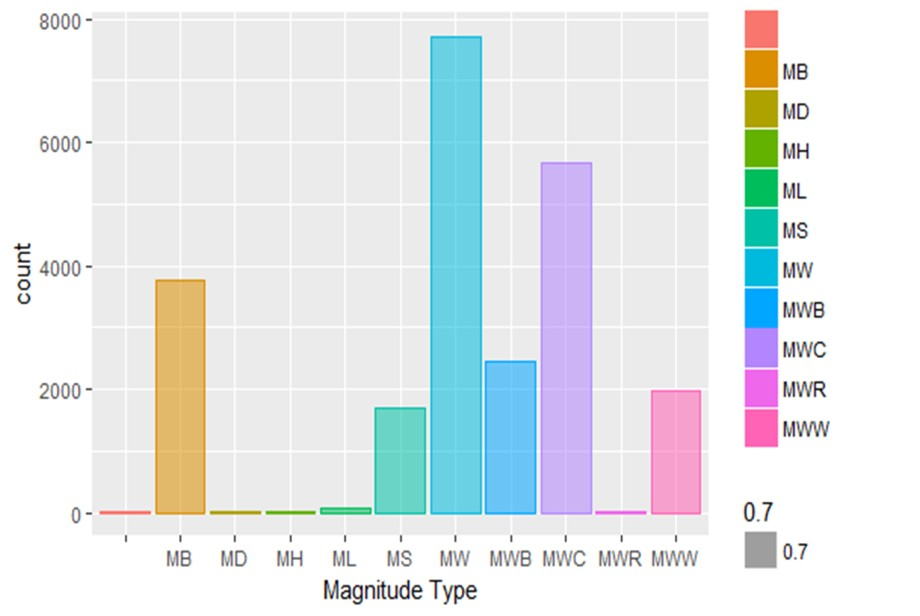 8000
6000
4000
2000
0
count
MB MD MH ML MS MW MWB MWC MWR MWW
Magnitude Type
MB
MD
MH
ML
MS
MW
MWB
MWC
MWR
MWW
0.7
0.7